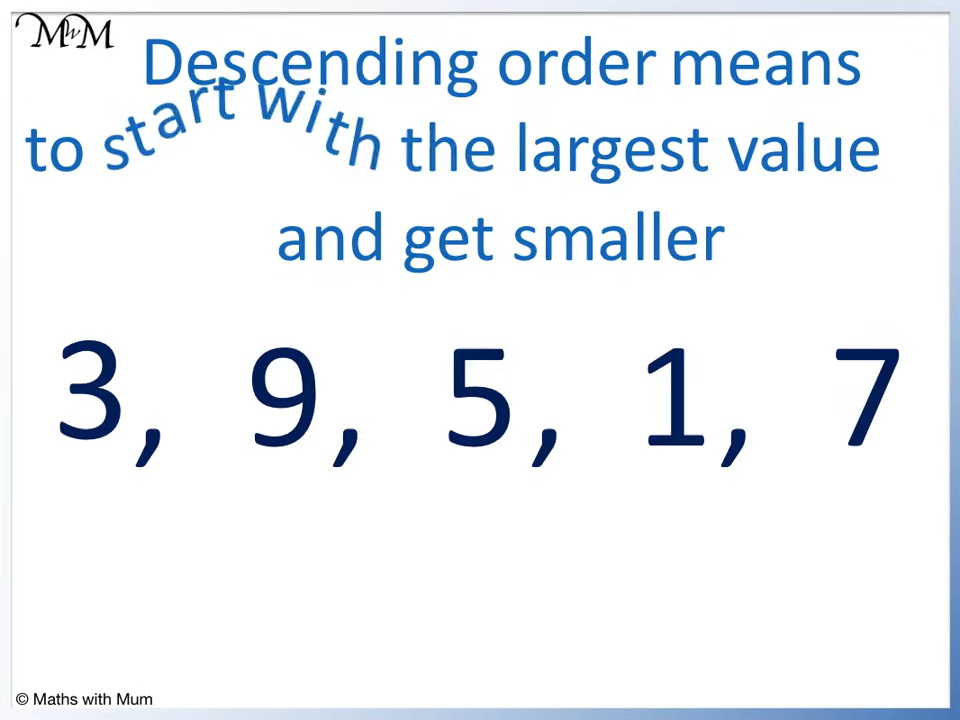 MwM
Descending order means
to start with the largest value
and get smaller
3, 9, 5, 1, 7
© Maths with Mum